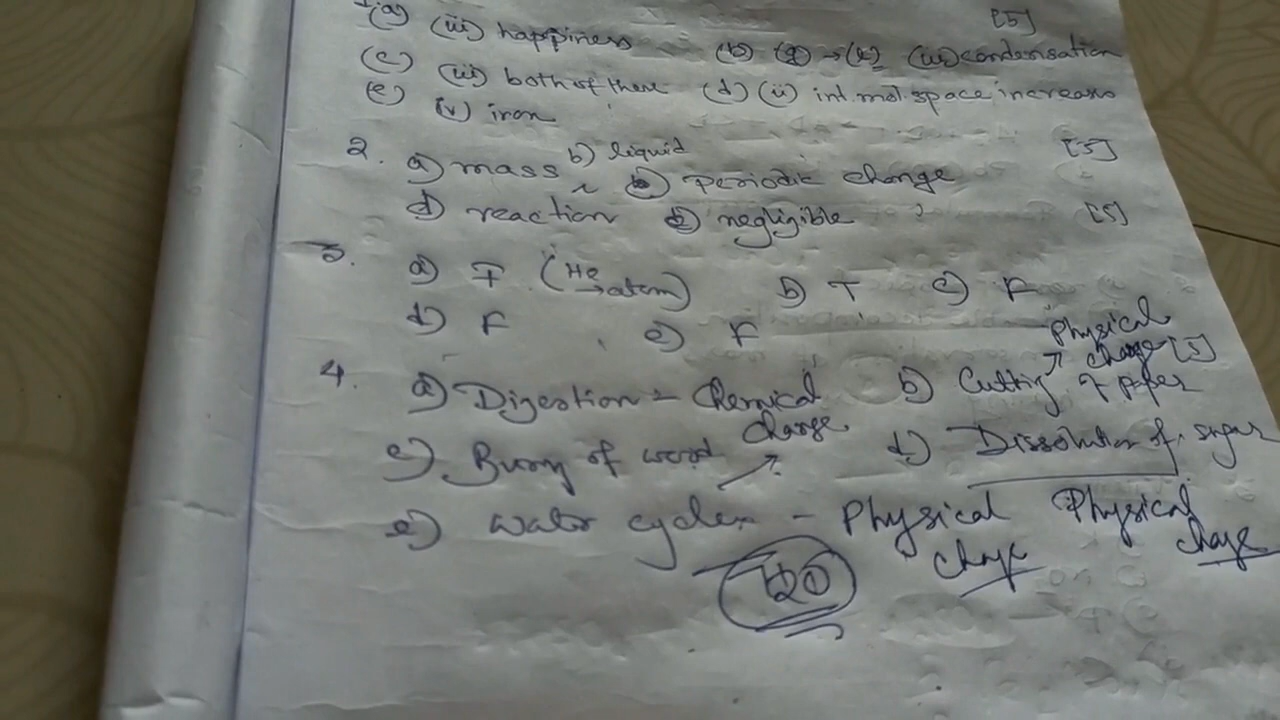 1. (a) (iii) happiness [5]
(b) (iii) condensation
(c) (iii) both of these (d) (ii) int. mol. space increases
(e) (v) iron
2. a) mass b) liquid [5]
c) periodic change
d) reaction e) negligible [5]
3. a) F (He → atom) b) T c) F
d) F e) F
4. a) Digestion = Chemical change b) Cutting of paper → Physical change [5]
c) of wood d) Dissolution of sugar
e) water cycle - Physical change Physical change
20